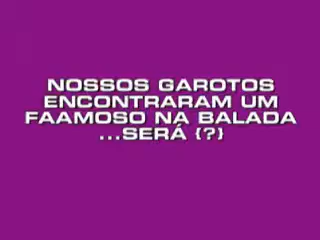 NOSSOS GAROTOS
ENCONTRARAM UM
FAAMOSO NA BALADA
...SERÁ {?}